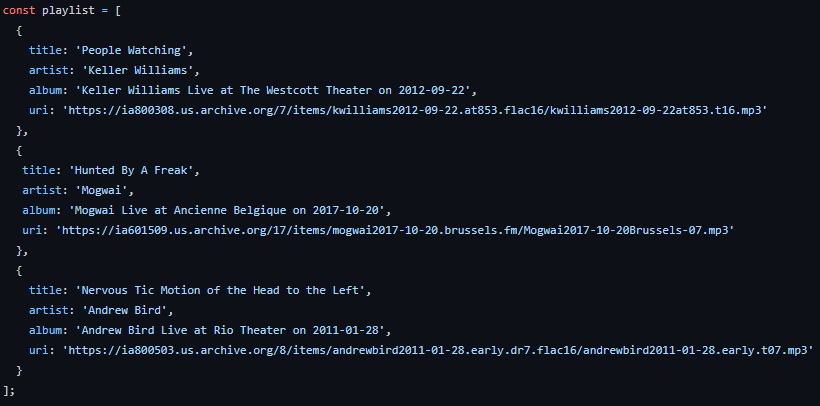 const playlist = [
  {
    title: 'People Watching',
    artist: 'Keller Williams',
    album: 'Keller Williams Live at The Westcott Theater on 2012-09-22',
    uri: 'https://ia800308.us.archive.org/7/items/kwilliams2012-09-22.at853.flac16/kwilliams2012-09-22at853.t16.mp3'
  },
  {
   title: 'Hunted By A Freak',
   artist: 'Mogwai',
   album: 'Mogwai Live at Ancienne Belgique on 2017-10-20',
   uri: 'https://ia601509.us.archive.org/17/items/mogwai2017-10-20.brussels.fm/Mogwai2017-10-20Brussels-07.mp3'
  },
  {
    title: 'Nervous Tic Motion of the Head to the Left',
    artist: 'Andrew Bird',
    album: 'Andrew Bird Live at Rio Theater on 2011-01-28',
    uri: 'https://ia800503.us.archive.org/8/items/andrewbird2011-01-28.early.dr7.flac16/andrewbird2011-01-28.early.t07.mp3'
  }
];